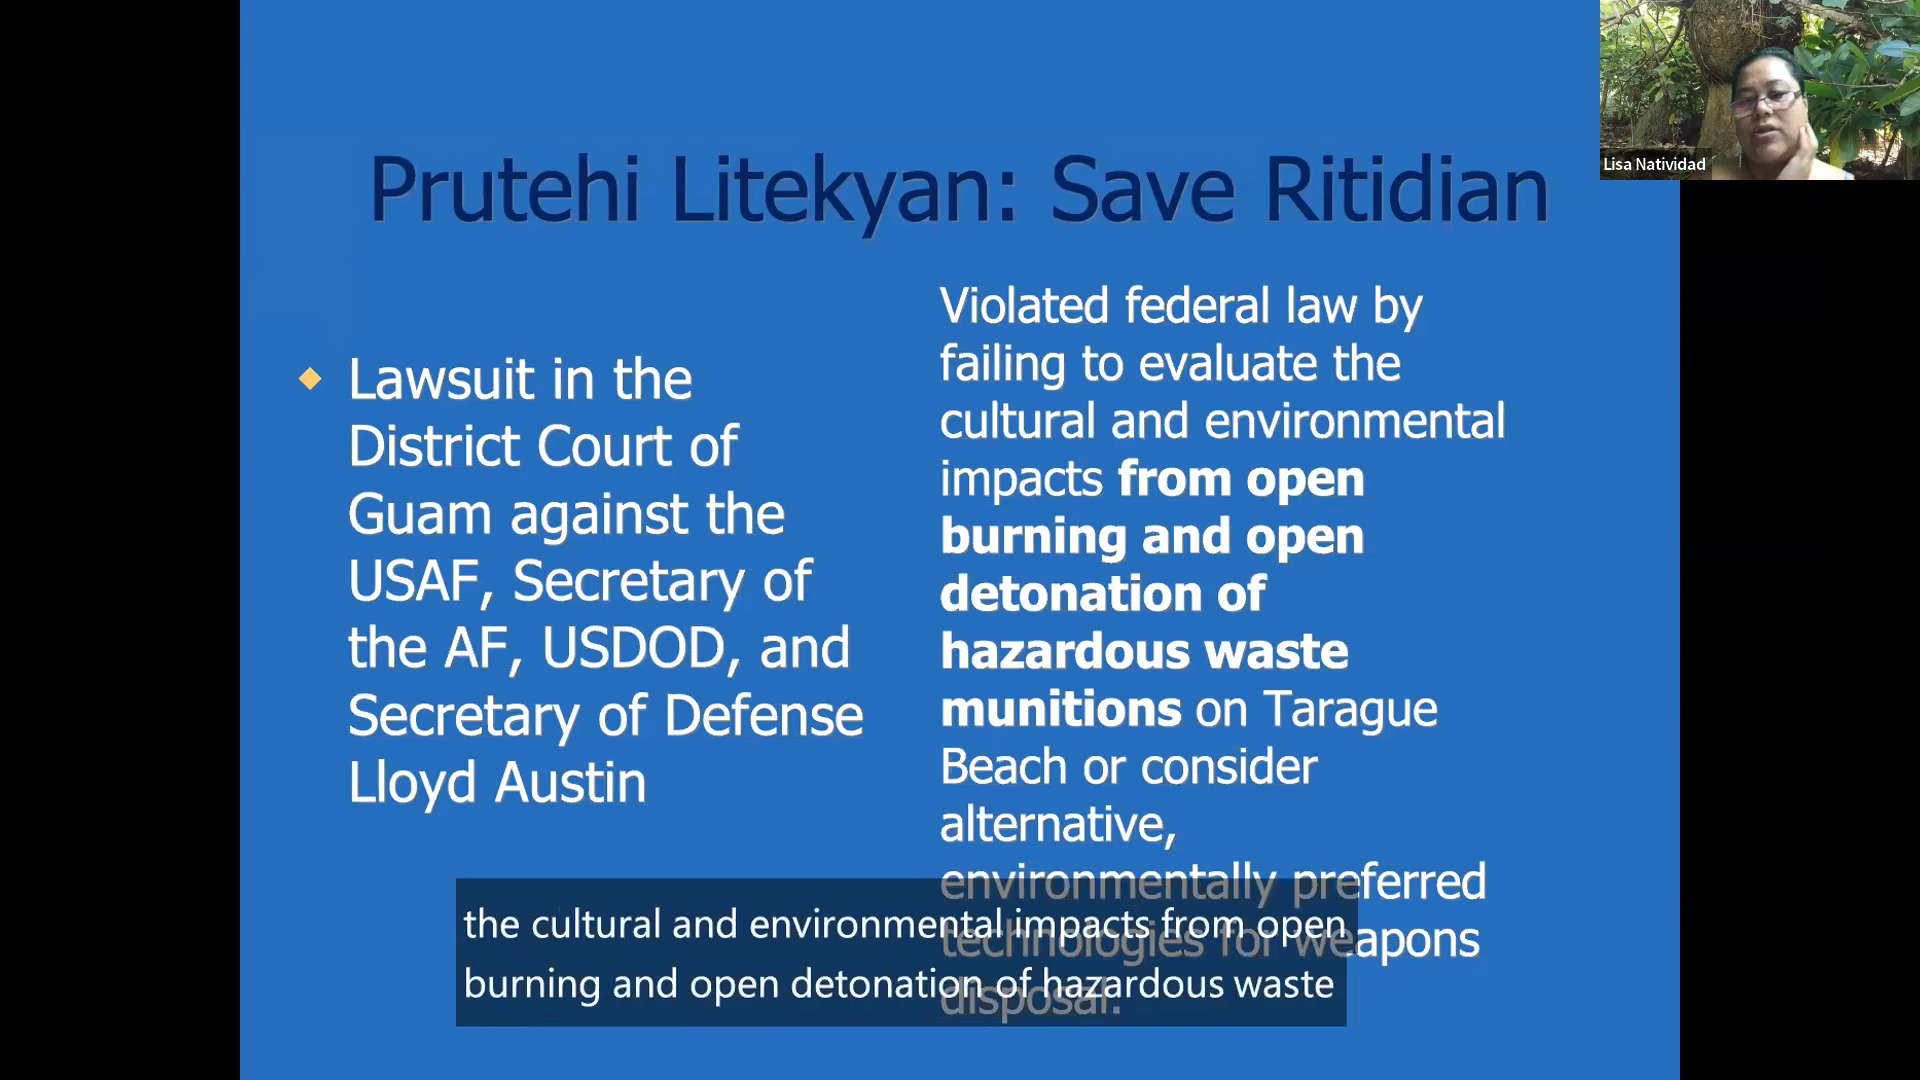 Prutehi Litekyan: Save Ritidian
Lawsuit in the
District Court of
Guam against the
USAF, Secretary of
the AF, USDOD, and
Secretary of Defense
Lloyd Austin
Violated federal law by
failing to evaluate the
cultural and environmental
impacts from open
burning and open
detonation of
hazardous waste
munitions on Tarague
Beach or consider
alternative,
environmentally preferred
technologies for weapons
disposal.
the cultural and environmental impacts from open
burning and open detonation of hazardous waste
Lisa Natividad